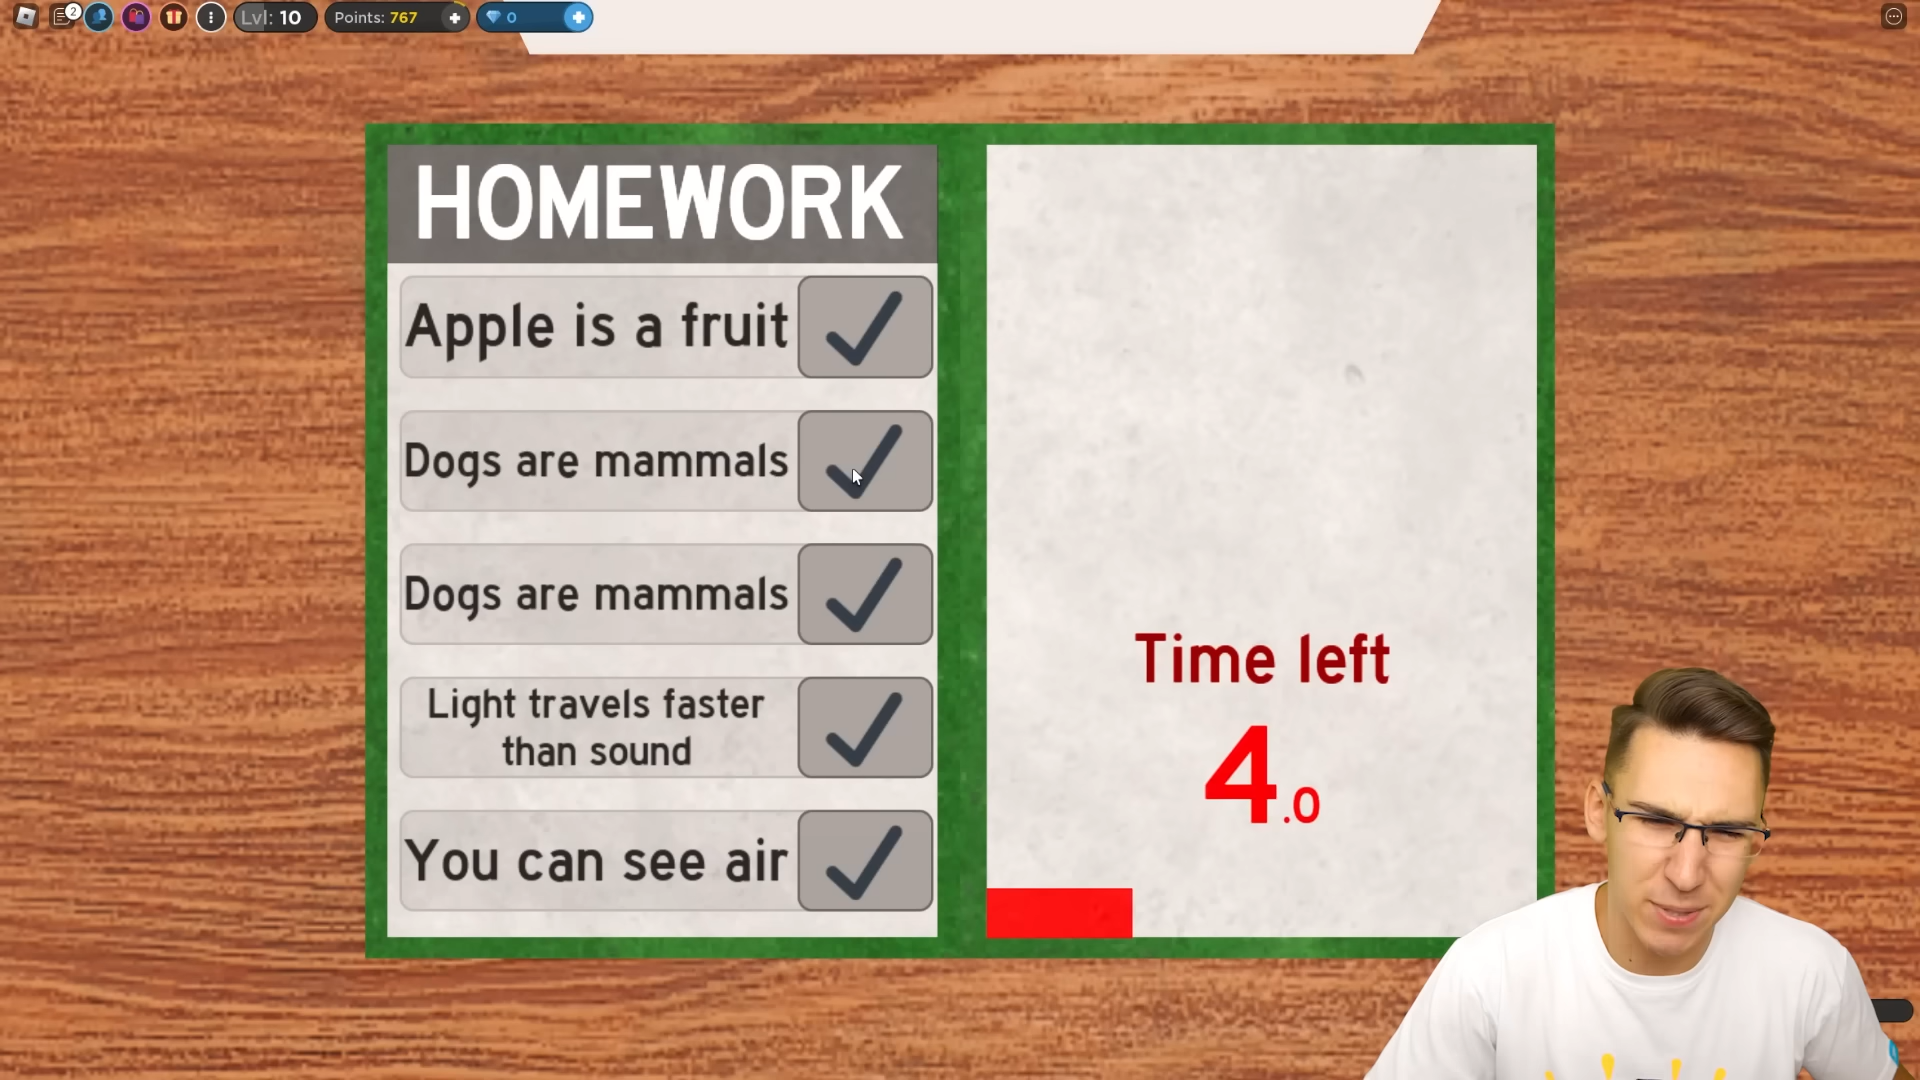 2
Lvl: 10
Points: 767
0
HOMEWORK
Apple is a fruit
Dogs are mammals
Dogs are mammals
Light travels faster
than sound
You can see air
Time left
4.0